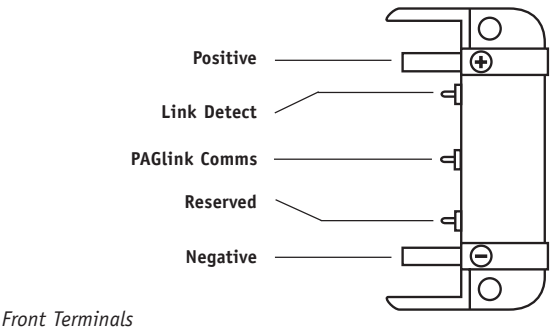 Positive
Link Detect
PAGlink Comms
Reserved
Negative
Front Terminals